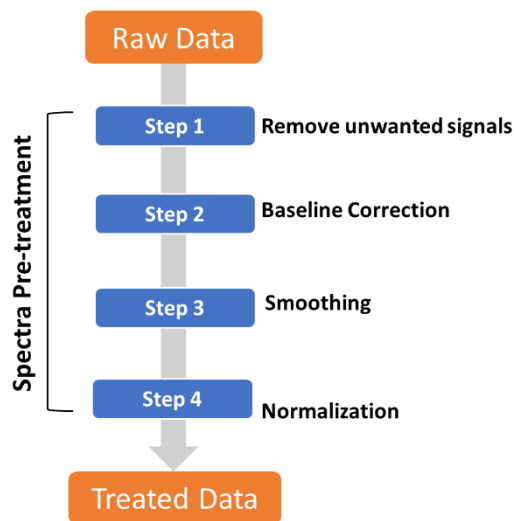 Raw Data
Spectra Pre-treatment
Step 1
Remove unwanted signals
Step 2
Baseline Correction
Step 3
Smoothing
Step 4
Normalization
Treated Data